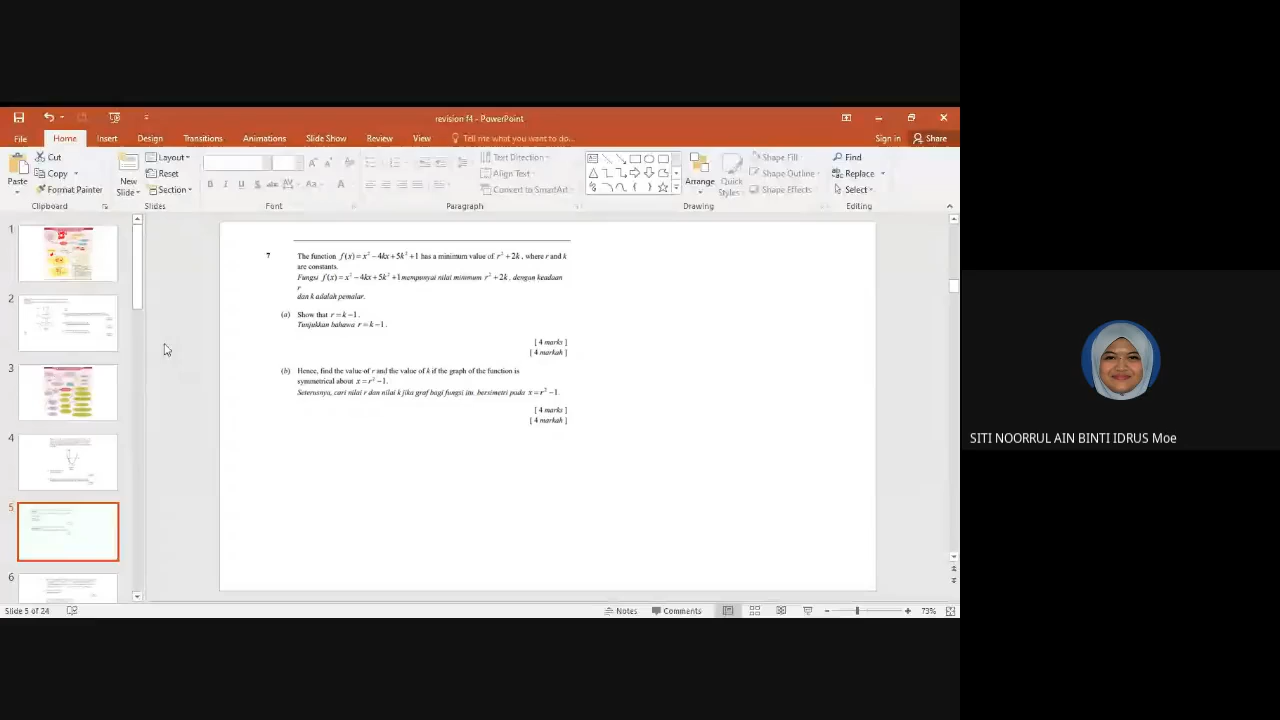 revision f4 - PowerPoint
File Home Insert Design Transitions Animations Slide Show Review View Tell me what you want to do... Sign in Share
Paste
Cut
Copy
Format Painter
Clipboard
New Slide
Layout
Reset
Section
Slides
Font
Text Direction
Align Text
Convert to SmartArt
Paragraph
Arrange
Quick Styles
Shape Fill
Shape Outline
Shape Effects
Drawing
Find
Replace
Select
Editing
1
2
3
4
5
6
7 The function f(x) = x² − 4kx + 5k² + 1 has a minimum value of r² + 2k, where r and k
are constants.
Fungsi f(x) = x² − 4kx + 5k² + 1 mempunyai nilai minimum r² + 2k, dengan keadaan
r
dan k adalah pemalar.
(a) Show that r = k − 1.
Tunjukkan bahawa r = k − 1.
[ 4 marks ]
[ 4 markah ]
(b) Hence, find the value of r and the value of k if the graph of the function is
symmetrical about x = r² − 1.
Seterusnya, cari nilai r dan nilai k jika graf bagi fungsi itu bersimetri pada x = r² − 1.
[ 4 marks ]
[ 4 markah ]
Slide 5 of 24 Notes Comments 73%
SITI NOORRUL AIN BINTI IDRUS Moe